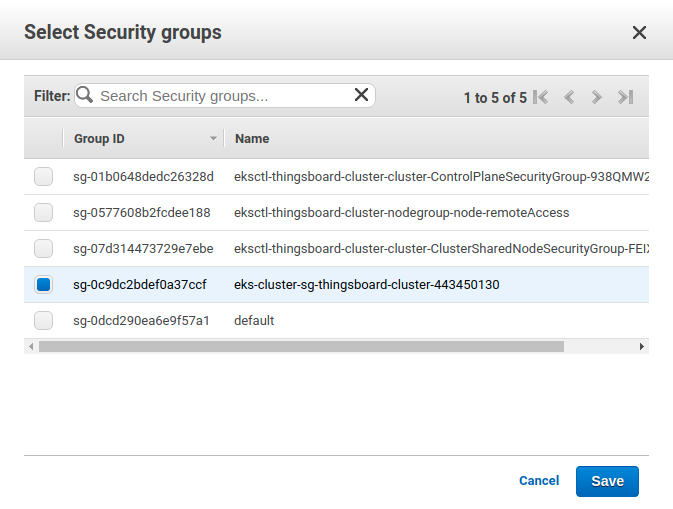 Select Security groups
Filter: Search Security groups... 1 to 5 of 5
Group ID Name
sg-01b0648dedc26328d eksctl-thingsboard-cluster-cluster-ControlPlaneSecurityGroup-938QMW2
sg-0577608b2fcdee188 eksctl-thingsboard-cluster-nodegroup-node-remoteAccess
sg-07d314473729e7ebe eksctl-thingsboard-cluster-cluster-ClusterSharedNodeSecurityGroup-FEIX
sg-0c9dc2bdef0a37ccf eks-cluster-sg-thingsboard-cluster-443450130
sg-0dcd290ea6e9f57a1 default
Cancel Save